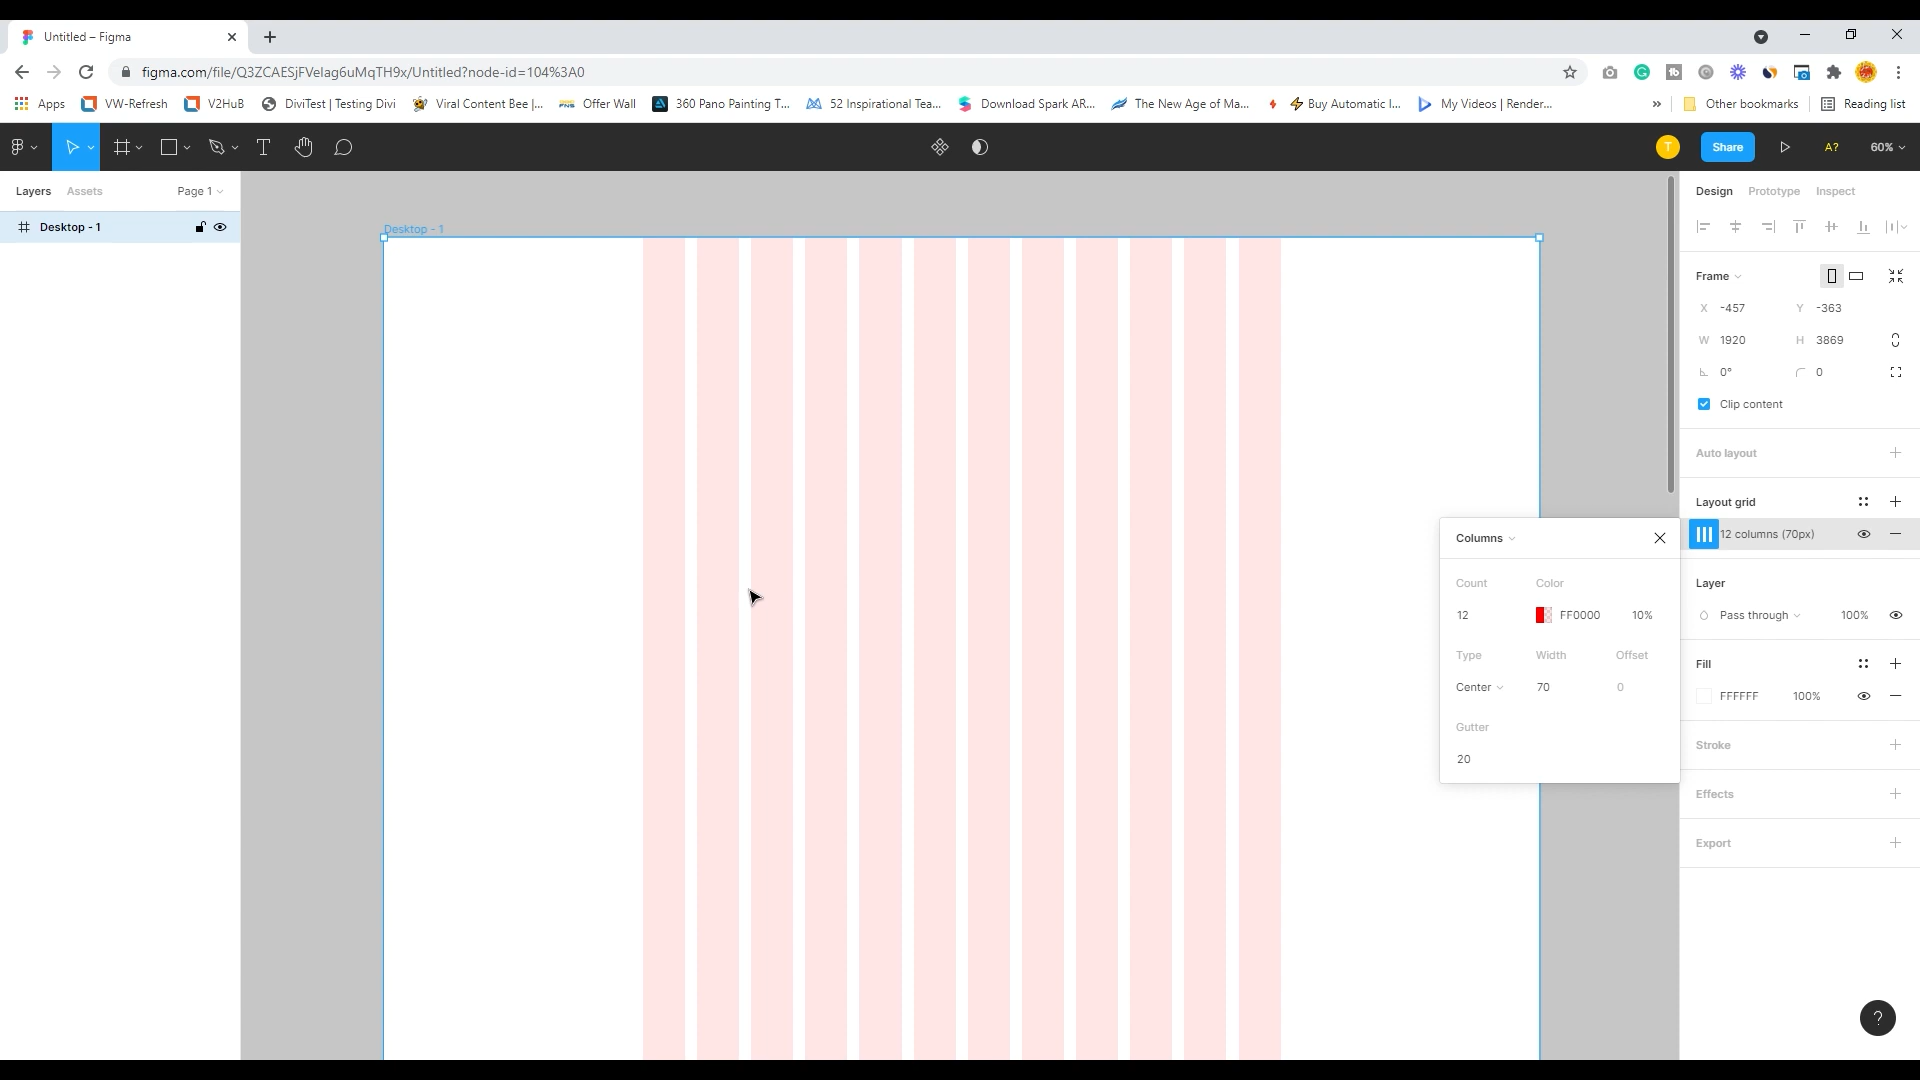 Untitled – Figma
figma.com/file/Q3ZCAESjFVelag6uMqTH9x/Untitled?node-id=104%3A0
Apps
VW-Refresh
V2HuB
DiviTest | Testing Divi
Viral Content Bee |...
Offer Wall
360 Pano Painting T...
52 Inspirational Tea...
Download Spark AR...
The New Age of Ma...
Buy Automatic I...
My Videos | Render...
»
Other bookmarks
Reading list
T
Share
A?
60%
Layers
Assets
Page 1
Desktop - 1
Desktop - 1
Design
Prototype
Inspect
Frame
X -457
Y -363
W 1920
H 3869
0°
0
Clip content
Auto layout
Layout grid
12 columns (70px)
Columns
Count
Color
12
FF0000
10%
Type
Width
Offset
Center
70
0
Gutter
20
Layer
Pass through
100%
Fill
FFFFFF
100%
Stroke
Effects
Export
?